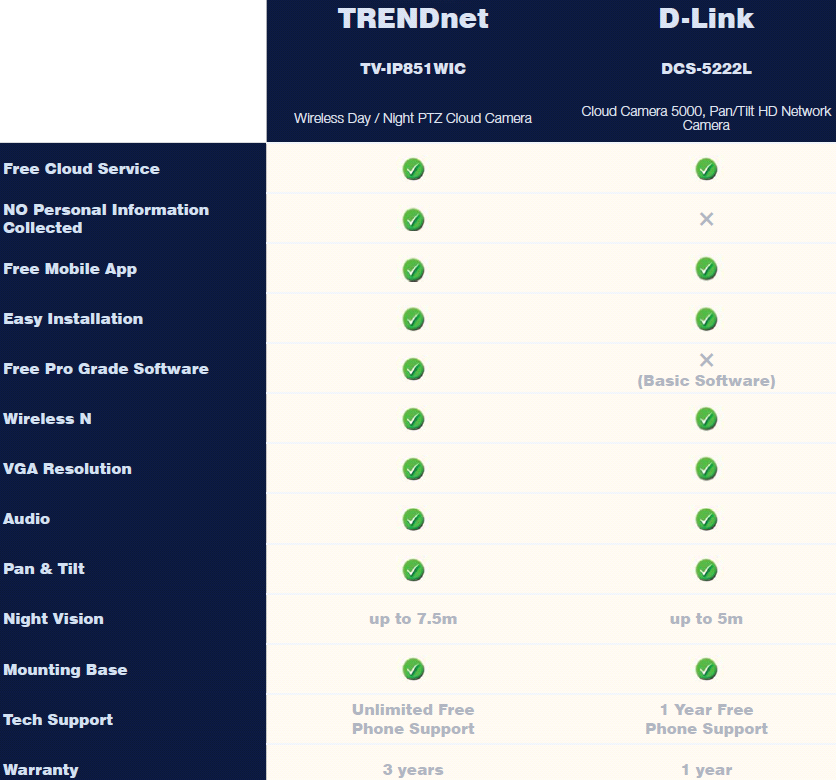 TRENDnet D-Link
TV-IP851WIC DCS-5222L
Wireless Day / Night PTZ Cloud Camera Cloud Camera 5000, Pan/Tilt HD Network
Camera
Free Cloud Service
NO Personal Information
Collected
Free Mobile App
Easy Installation
Free Pro Grade Software
(Basic Software)
Wireless N
VGA Resolution
Audio
Pan & Tilt
Night Vision up to 7.5m up to 5m
Mounting Base
Tech Support
Unlimited Free
Phone Support
1 Year Free
Phone Support
Warranty 3 years 1 year